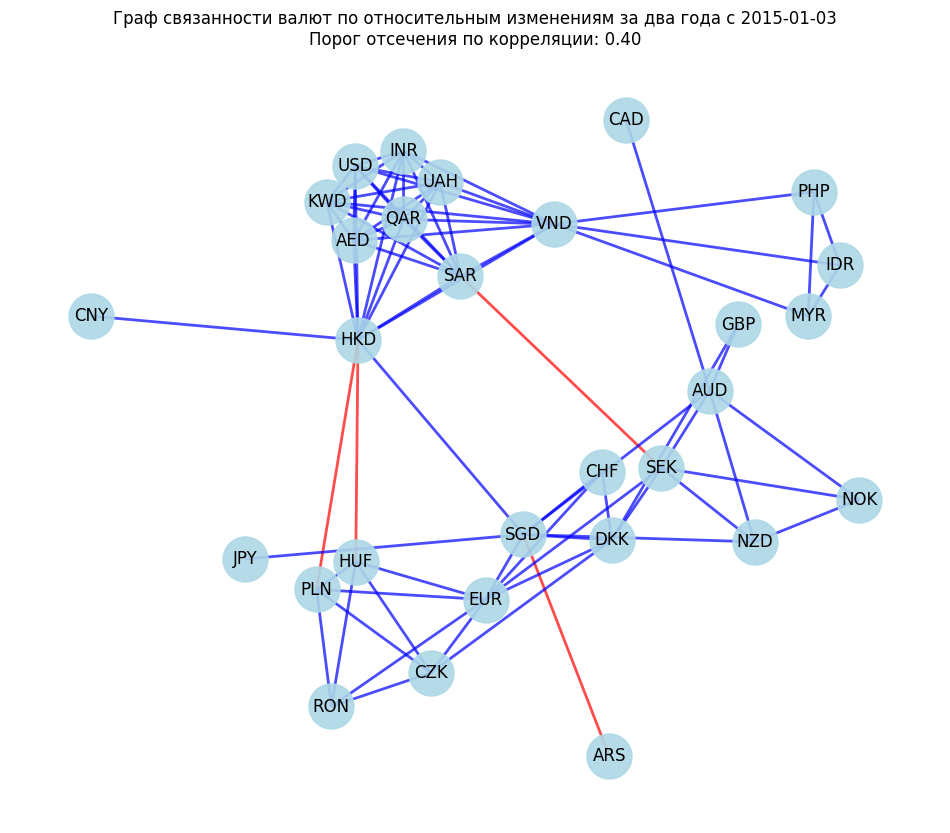 Граф связанности валют по относительным изменениям за два года с 2015-01-03
Порог отсечения по корреляции: 0.40
CAD
INR
USD
UAH
KWD
PHP
QAR
VND
AED
IDR
SAR
CNY
MYR
GBP
HKD
AUD
SEK
CHF
NOK
SGD
DKK
NZD
JPY
HUF
PLN
EUR
CZK
RON
ARS